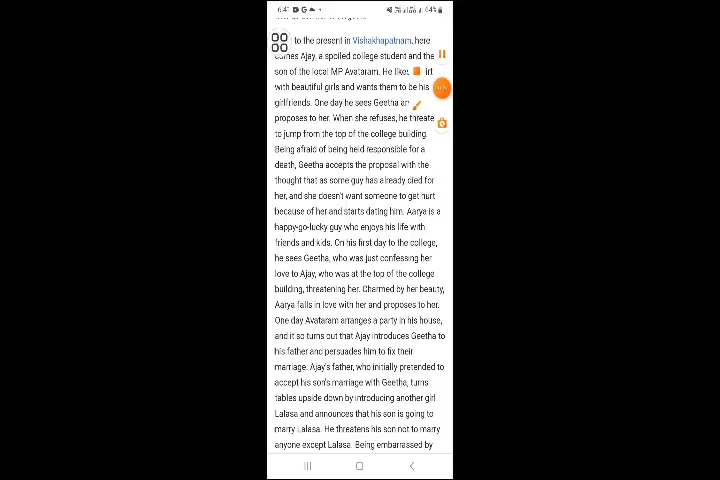 6:41
64%
to the present in Vishakhapatnam, here
comes Ajay, a spoiled college student and the
son of the local MP Avataram. He likes irt
with beautiful girls and wants them to be his
girlfriends. One day he sees Geetha an
proposes to her. When she refuses, he threate
to jump from the top of the college building.
Being afraid of being held responsible for a
death, Geetha accepts the proposal with the
thought that as some guy has already died for
her, and she doesn't want someone to get hurt
because of her and starts dating him. Aarya is a
happy-go-lucky guy who enjoys his life with
friends and kids. On his first day to the college,
he sees Geetha, who was just confessing her
love to Ajay, who was at the top of the college
building, threatening her. Charmed by her beauty,
Aarya falls in love with her and proposes to her.
One day Avataram arranges a party in his house,
and it so turns out that Ajay introduces Geetha to
his father and persuades him to fix their
marriage. Ajay's father, who initially pretended to
accept his son's marriage with Geetha, turns
tables upside down by introducing another girl
Lalasa and announces that his son is going to
marry Lalasa. He threatens his son not to marry
anyone except Lalasa. Being embarrassed by